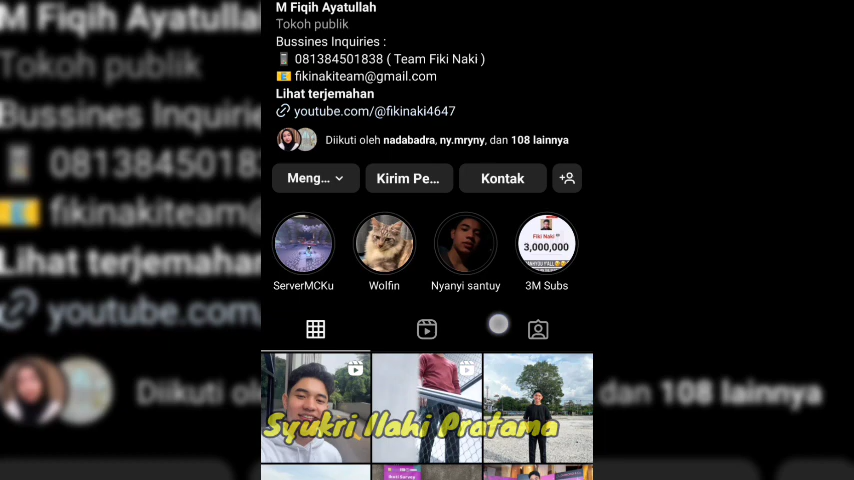 M Fiqih Ayatullah
Tokoh publik
Bussines Inquiries :
081384501838 ( Team Fiki Naki )
fikinakiteam@gmail.com
Lihat terjemahan
youtube.com/@fikinaki4647
Diikuti oleh nadabadra, ny.mryny, dan 108 lainnya
Meng...
Kirim Pe...
Kontak
Fiki Naki
3,000,000
ServerMCKu
Wolfin
Nyanyi santuy
3M Subs
Syukri Ilahi Pratama